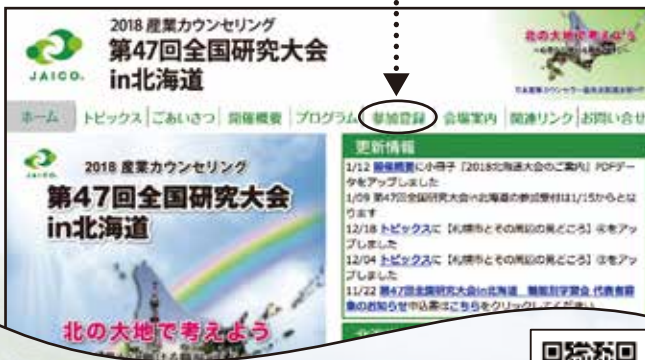 2018 産業カウンセリング
第47回全国研究大会
in北海道
JAICO.
北の大地で考えよう
ホーム トピックス ごあいさつ 開催概要 プログラム 参加登録 会場案内 関連リンク お問い合せ
2018 産業カウンセリング
第47回全国研究大会
in北海道
北の大地で考えよう
更新情報
1/12 開催概要に小冊子「2018北海道大会のご案内」PDFデー
タをアップしました
1/09 第47回全国研究大会in北海道の参加受付は1/15からとな
ります
12/18 トピックスに【札幌市とその周辺の見どころ】④をアッ
プしました
12/04 トピックスに【札幌市とその周辺の見どころ】③をアッ
プしました
11/22 第47回全国研究大会in北海道 職能別学習会 代表者募
集のお知らせ申込書はこちらをクリックしてください